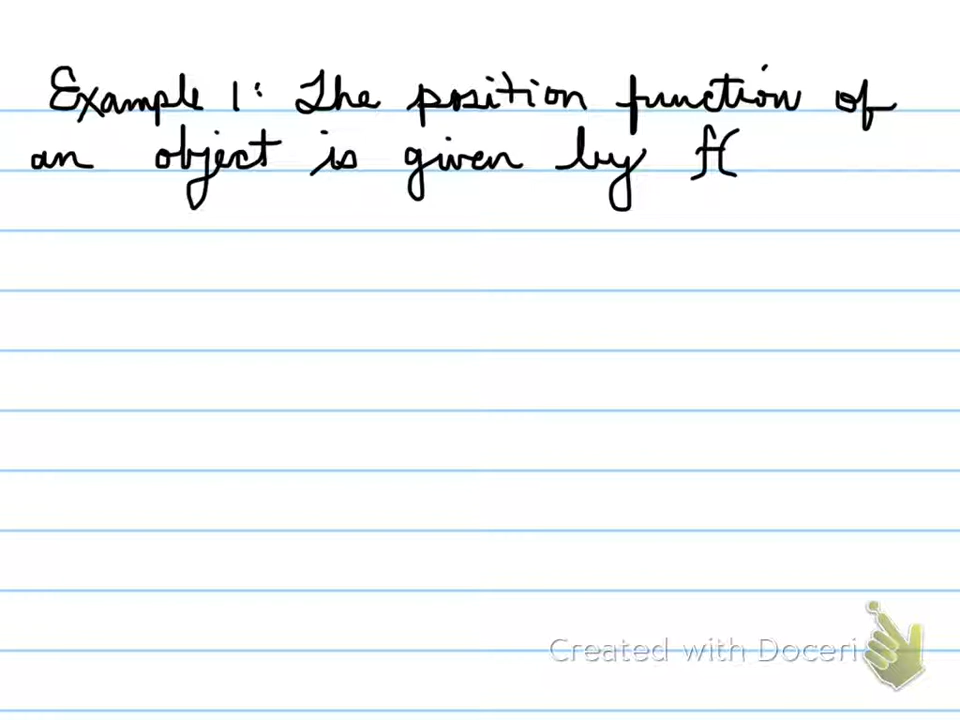 Example 1: The position function of
an object is given by f(
Created with Doceri